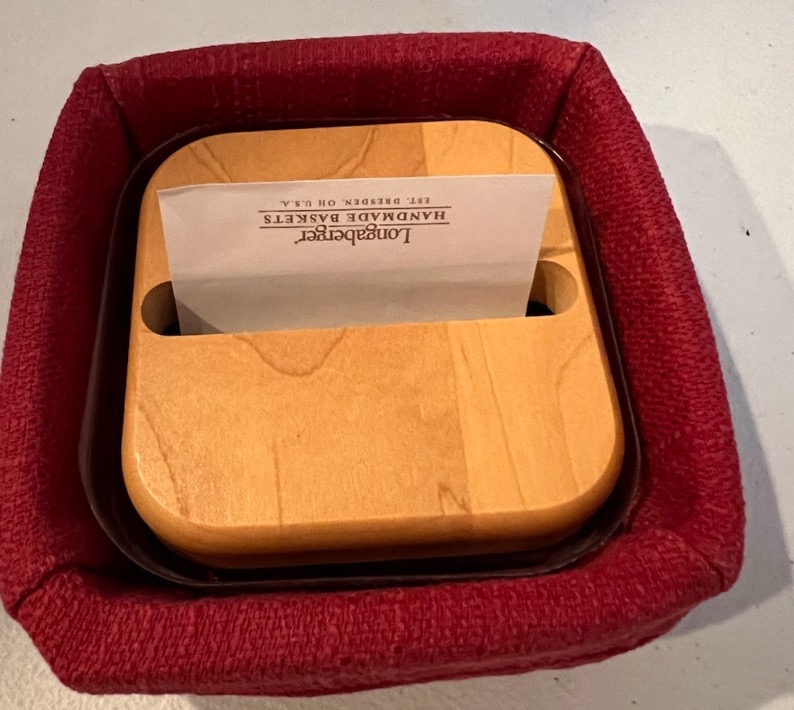 Longaberger®
HANDMADE BASKETS
EST. DRESDEN, OH U.S.A.